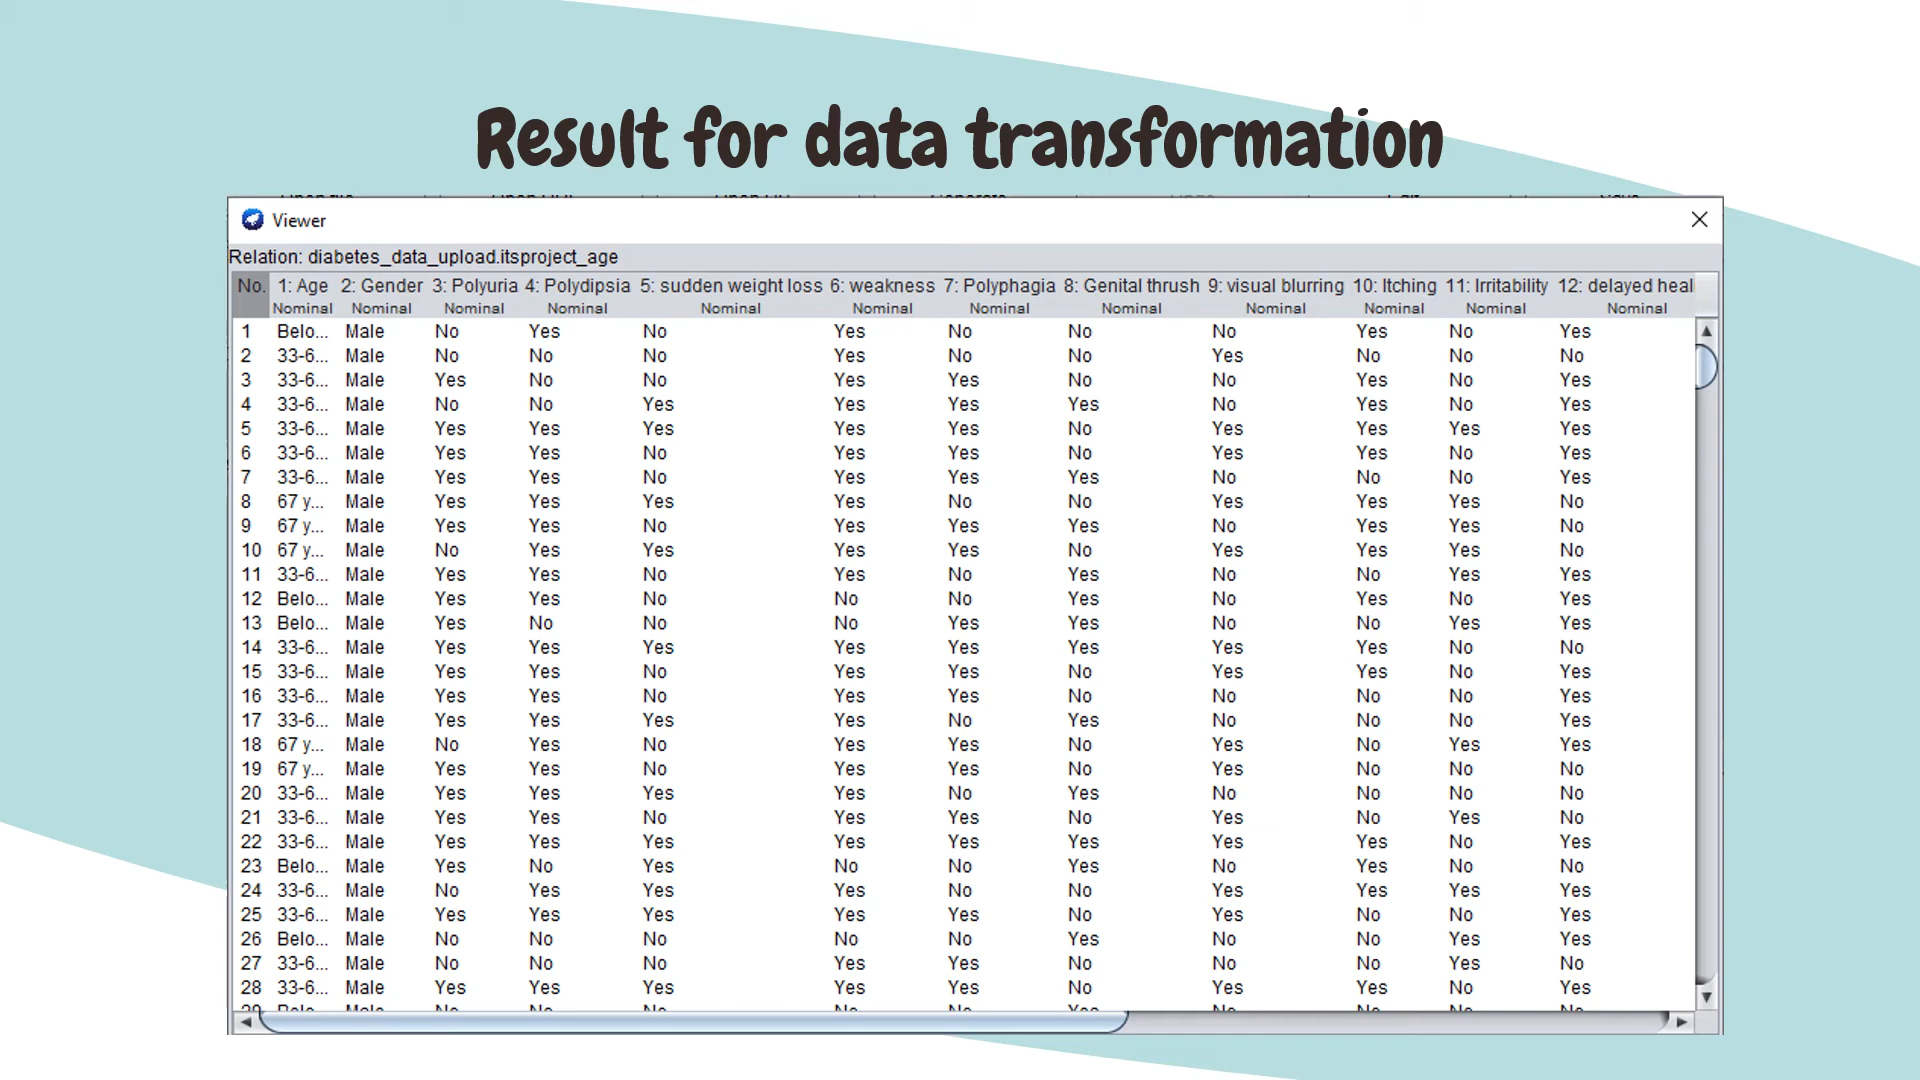 Result for data transformation
Viewer
Relation: diabetes_data_upload.itsproject_age
No. 1: Age 2: Gender 3: Polyuria 4: Polydipsia 5: sudden weight loss 6: weakness 7: Polyphagia 8: Genital thrush 9: visual blurring 10: Itching 11: Irritability 12: delayed heal
Nominal Nominal Nominal Nominal Nominal Nominal Nominal Nominal Nominal Nominal Nominal Nominal
1 Belo... Male No Yes No Yes No No No Yes No Yes
2 33-6... Male No No No Yes No No Yes No No No
3 33-6... Male Yes No No Yes Yes No No Yes No Yes
4 33-6... Male No No Yes Yes Yes Yes No Yes No Yes
5 33-6... Male Yes Yes Yes Yes Yes No Yes Yes Yes Yes
6 33-6... Male Yes Yes No Yes Yes No Yes Yes No Yes
7 33-6... Male Yes Yes No Yes Yes Yes No No No Yes
8 67 y... Male Yes Yes Yes Yes No No Yes Yes Yes No
9 67 y... Male Yes Yes No Yes Yes Yes No Yes Yes No
10 67 y... Male No Yes Yes Yes Yes No Yes Yes Yes No
11 33-6... Male Yes Yes No Yes No Yes No No Yes Yes
12 Belo... Male Yes Yes No No No Yes No Yes No Yes
13 Belo... Male Yes No No No Yes Yes No No Yes Yes
14 33-6... Male Yes Yes Yes Yes Yes Yes Yes Yes No No
15 33-6... Male Yes Yes No Yes Yes No Yes Yes No Yes
16 33-6... Male Yes Yes No Yes Yes No No No No Yes
17 33-6... Male Yes Yes Yes Yes No Yes No No No Yes
18 67 y... Male No Yes No Yes Yes No Yes No Yes Yes
19 67 y... Male Yes Yes No Yes Yes No Yes No No No
20 33-6... Male Yes Yes Yes Yes No Yes No No No No
21 33-6... Male Yes Yes No Yes Yes No Yes No Yes No
22 33-6... Male Yes Yes Yes Yes Yes Yes Yes Yes No Yes
23 Belo... Male Yes No Yes No No Yes No Yes No No
24 33-6... Male No Yes Yes Yes No No Yes Yes Yes Yes
25 33-6... Male Yes Yes Yes Yes Yes No Yes No No Yes
26 Belo... Male No No No No No Yes No No Yes Yes
27 33-6... Male No No No Yes Yes No No No Yes No
28 33-6... Male Yes Yes Yes Yes Yes No Yes Yes No Yes